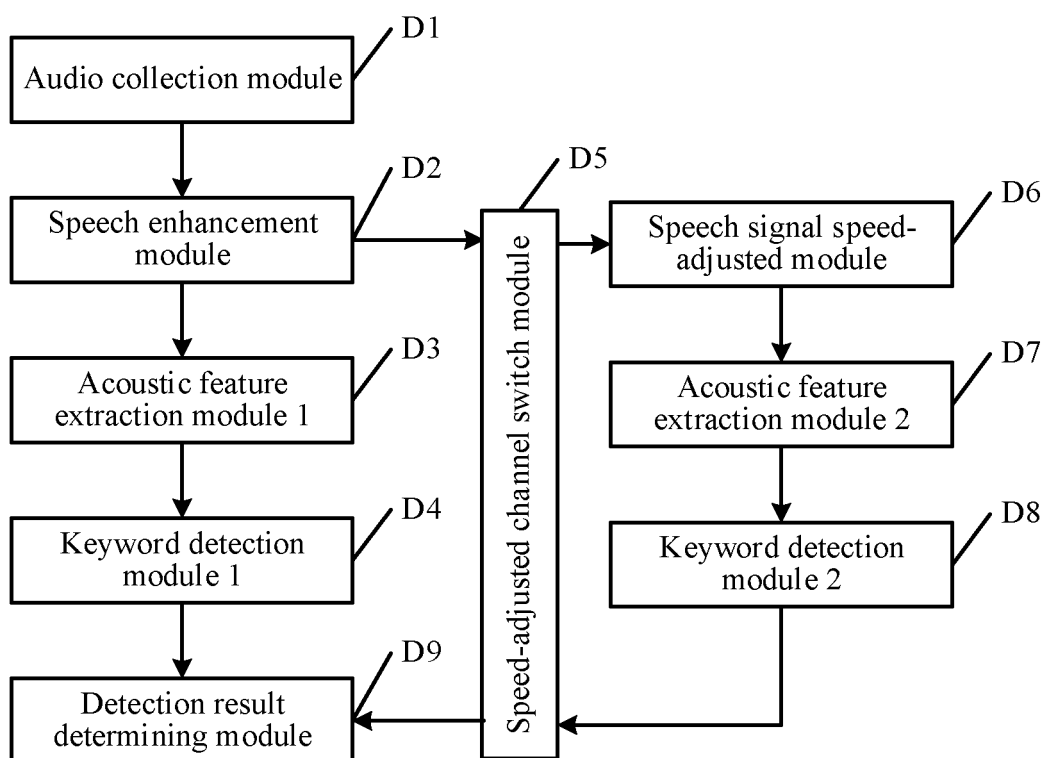 D1
Audio collection module
D2
Speech enhancement
module
D3
Acoustic feature
extraction module 1
D4
Keyword detection
module 1
D9
Detection result
determining module
D5
Speed-adjusted channel switch module
D6
Speech signal speed-
adjusted module
D7
Acoustic feature
extraction module 2
D8
Keyword detection
module 2